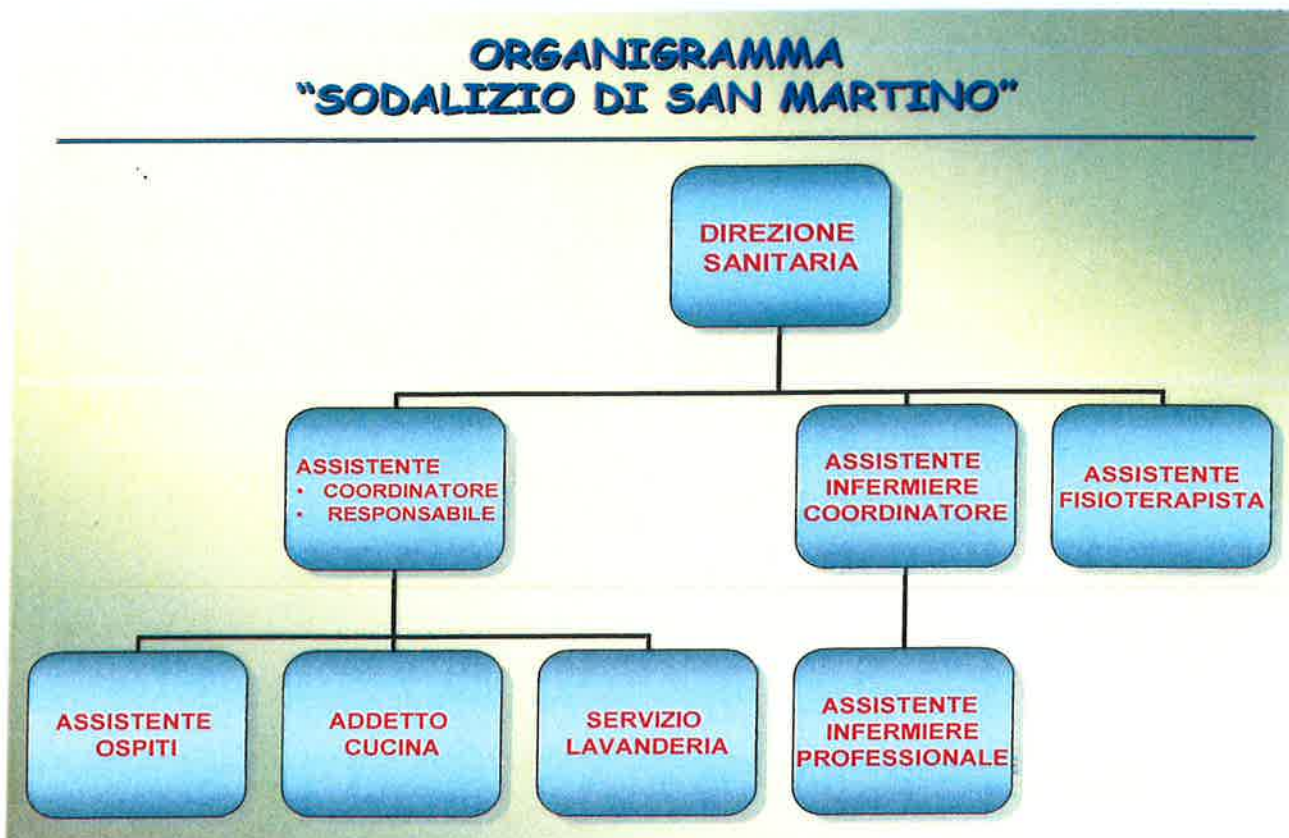 ORGANIGRAMMA
"SODALIZIO DI SAN MARTINO"
DIREZIONE
SANITARIA
ASSISTENTE
• COORDINATORE
• RESPONSABILE
ASSISTENTE
INFERMIERE
COORDINATORE
ASSISTENTE
FISIOTERAPISTA
ASSISTENTE
OSPITI
ADDETTO
CUCINA
SERVIZIO
LAVANDERIA
ASSISTENTE
INFERMIERE
PROFESSIONALE